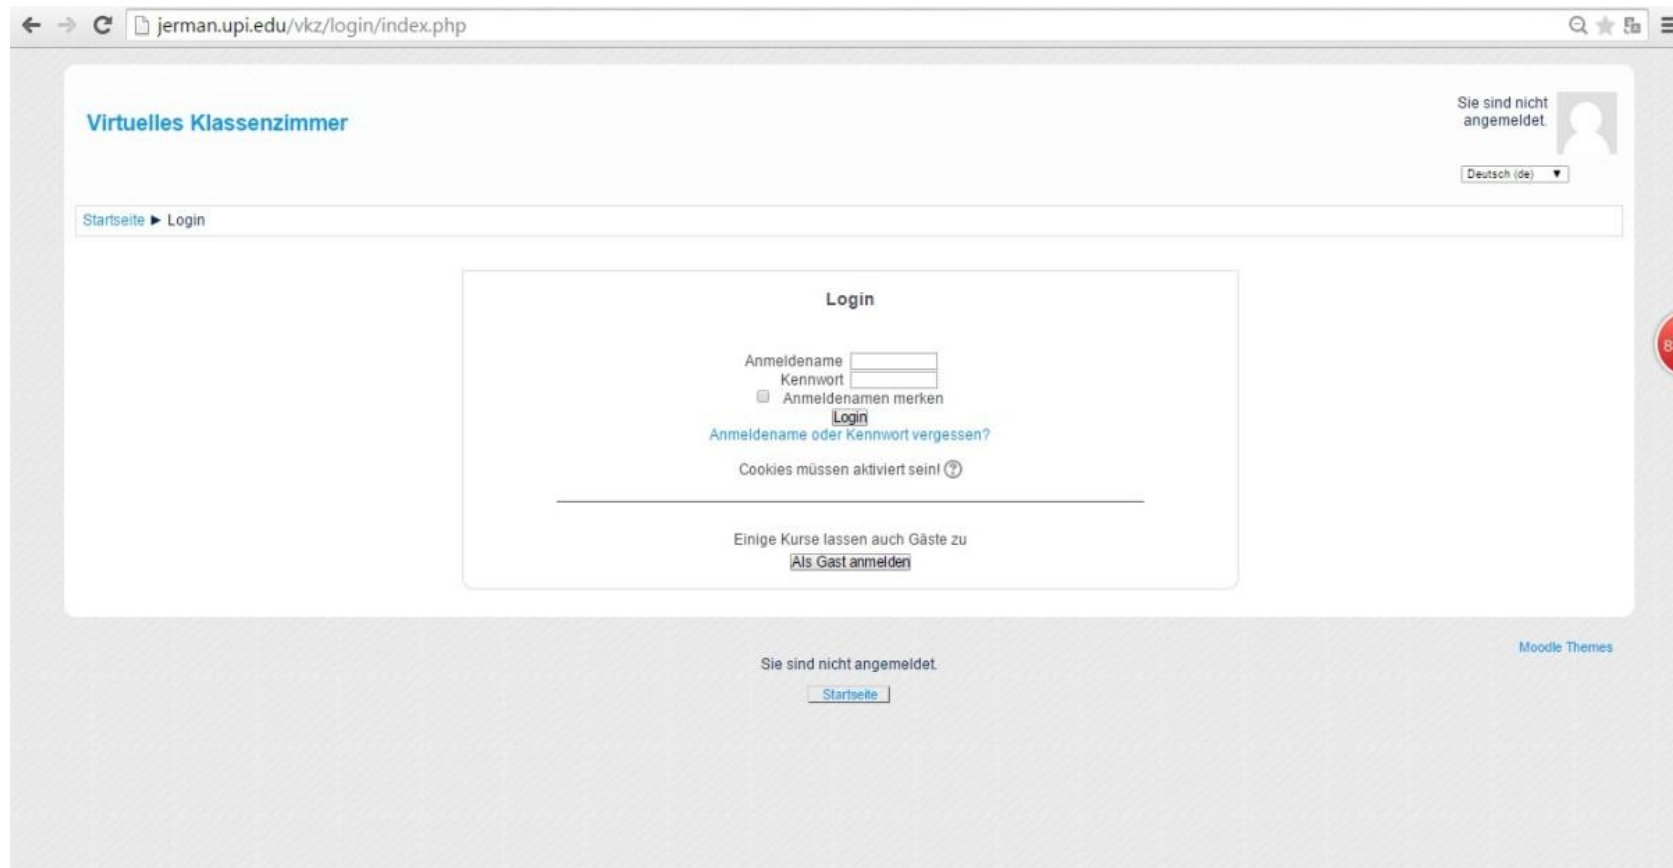 jerman.upi.edu/vkz/login/index.php
Virtuelles Klassenzimmer
Sie sind nicht
angemeldet.
Deutsch (de) ▼
Startseite ► Login
Login
Anmeldename
Kennwort
Anmeldenamen merken
Login
Anmeldename oder Kennwort vergessen?
Cookies müssen aktiviert sein! ?
Einige Kurse lassen auch Gäste zu
Als Gast anmelden
8
Moodle Themes
Sie sind nicht angemeldet.
Startseite